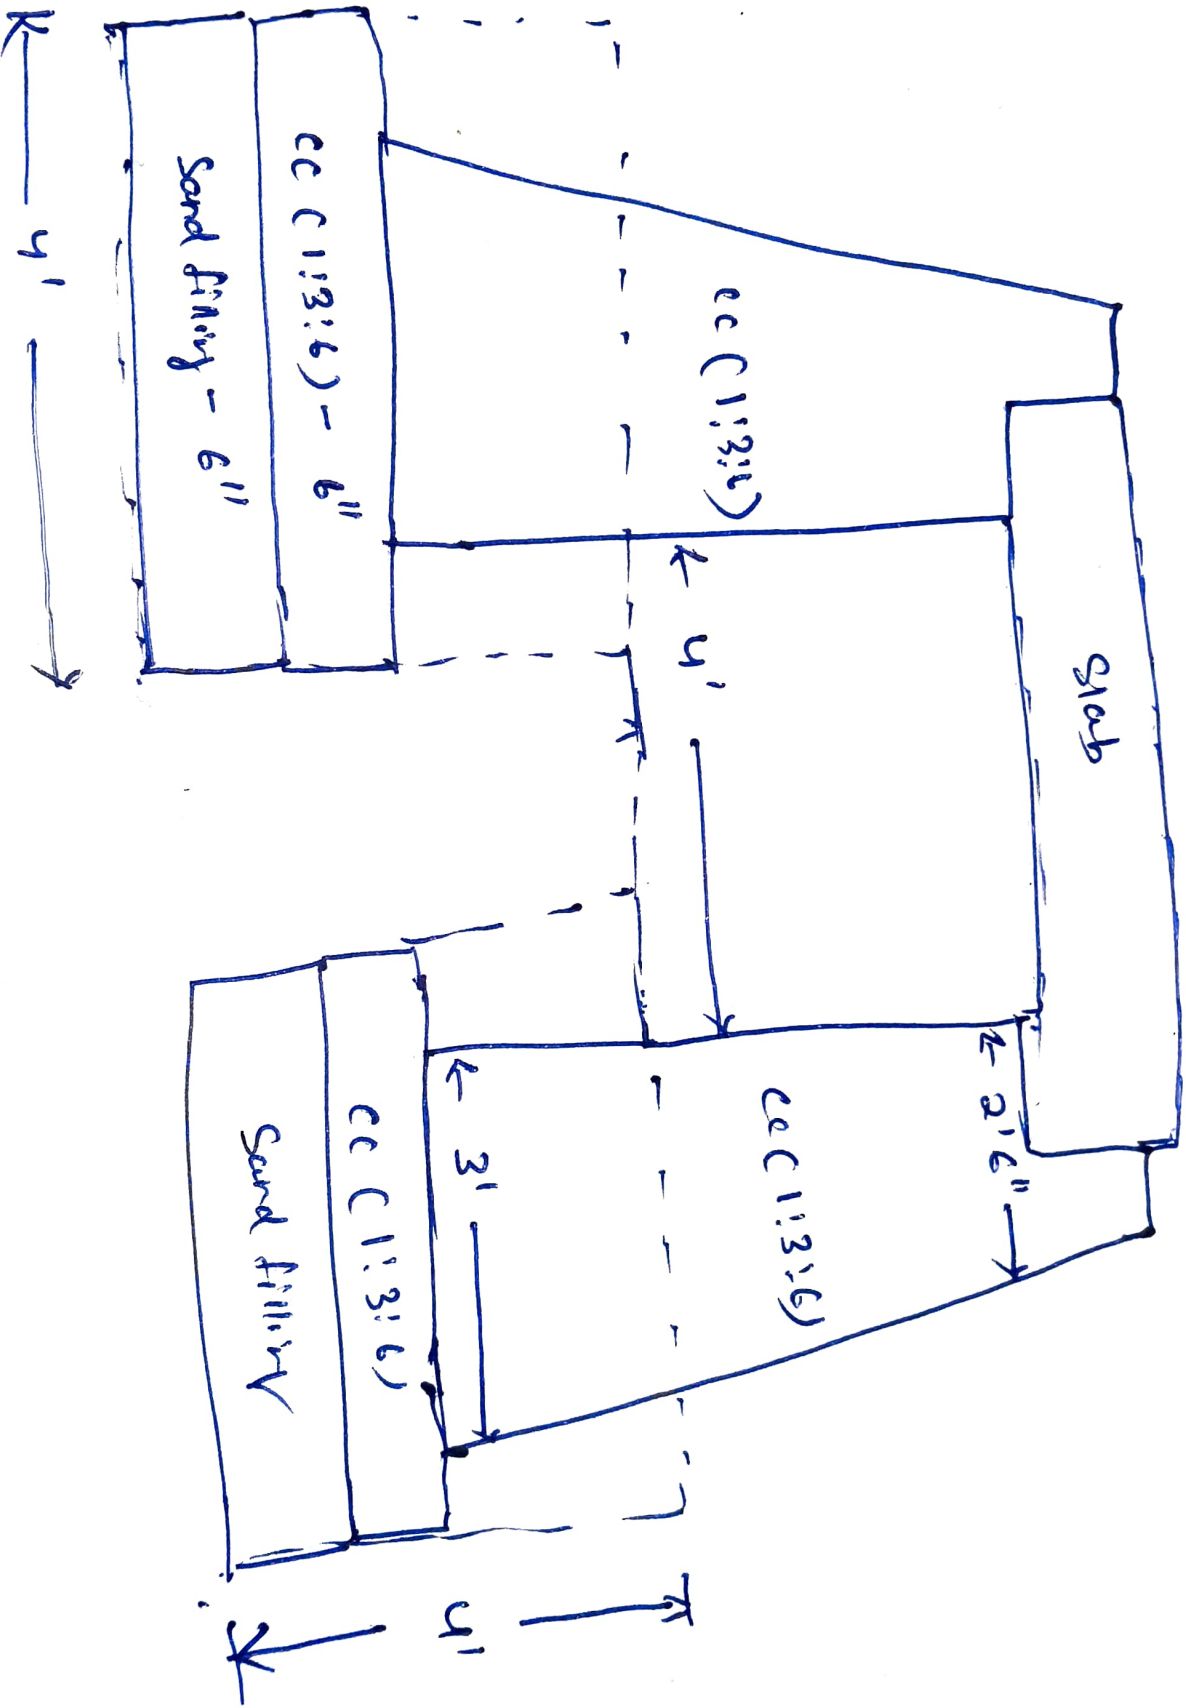 Slab
2'6"
cc (1:3:6)
cc (1:3:6)
4'
3'
cc (1:3:6) - 6"
cc (1:3:6)
Sand filling - 6"
Sand filling
4'
4'